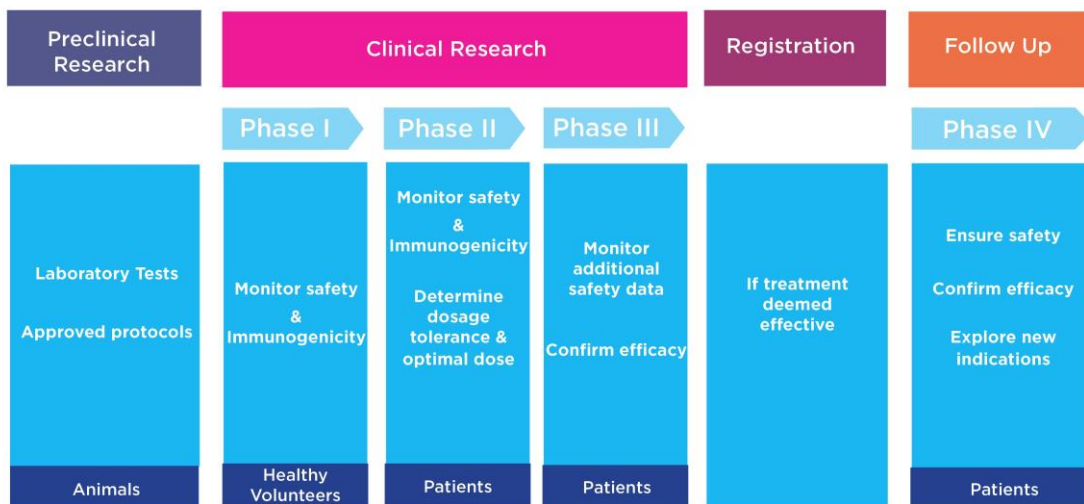 Preclinical
Research
Clinical Research
Registration
Follow Up
Phase I
Phase II
Phase III
Phase IV
Laboratory Tests
Approved protocols
Animals
Monitor safety
&
Immunogenicity
Healthy
Volunteers
Monitor safety
&
Immunogenicity
Determine
dosage
tolerance &
optimal dose
Patients
Monitor
additional
safety data
Confirm efficacy
Patients
If treatment
deemed
effective
Ensure safety
Confirm efficacy
Explore new
indications
Patients